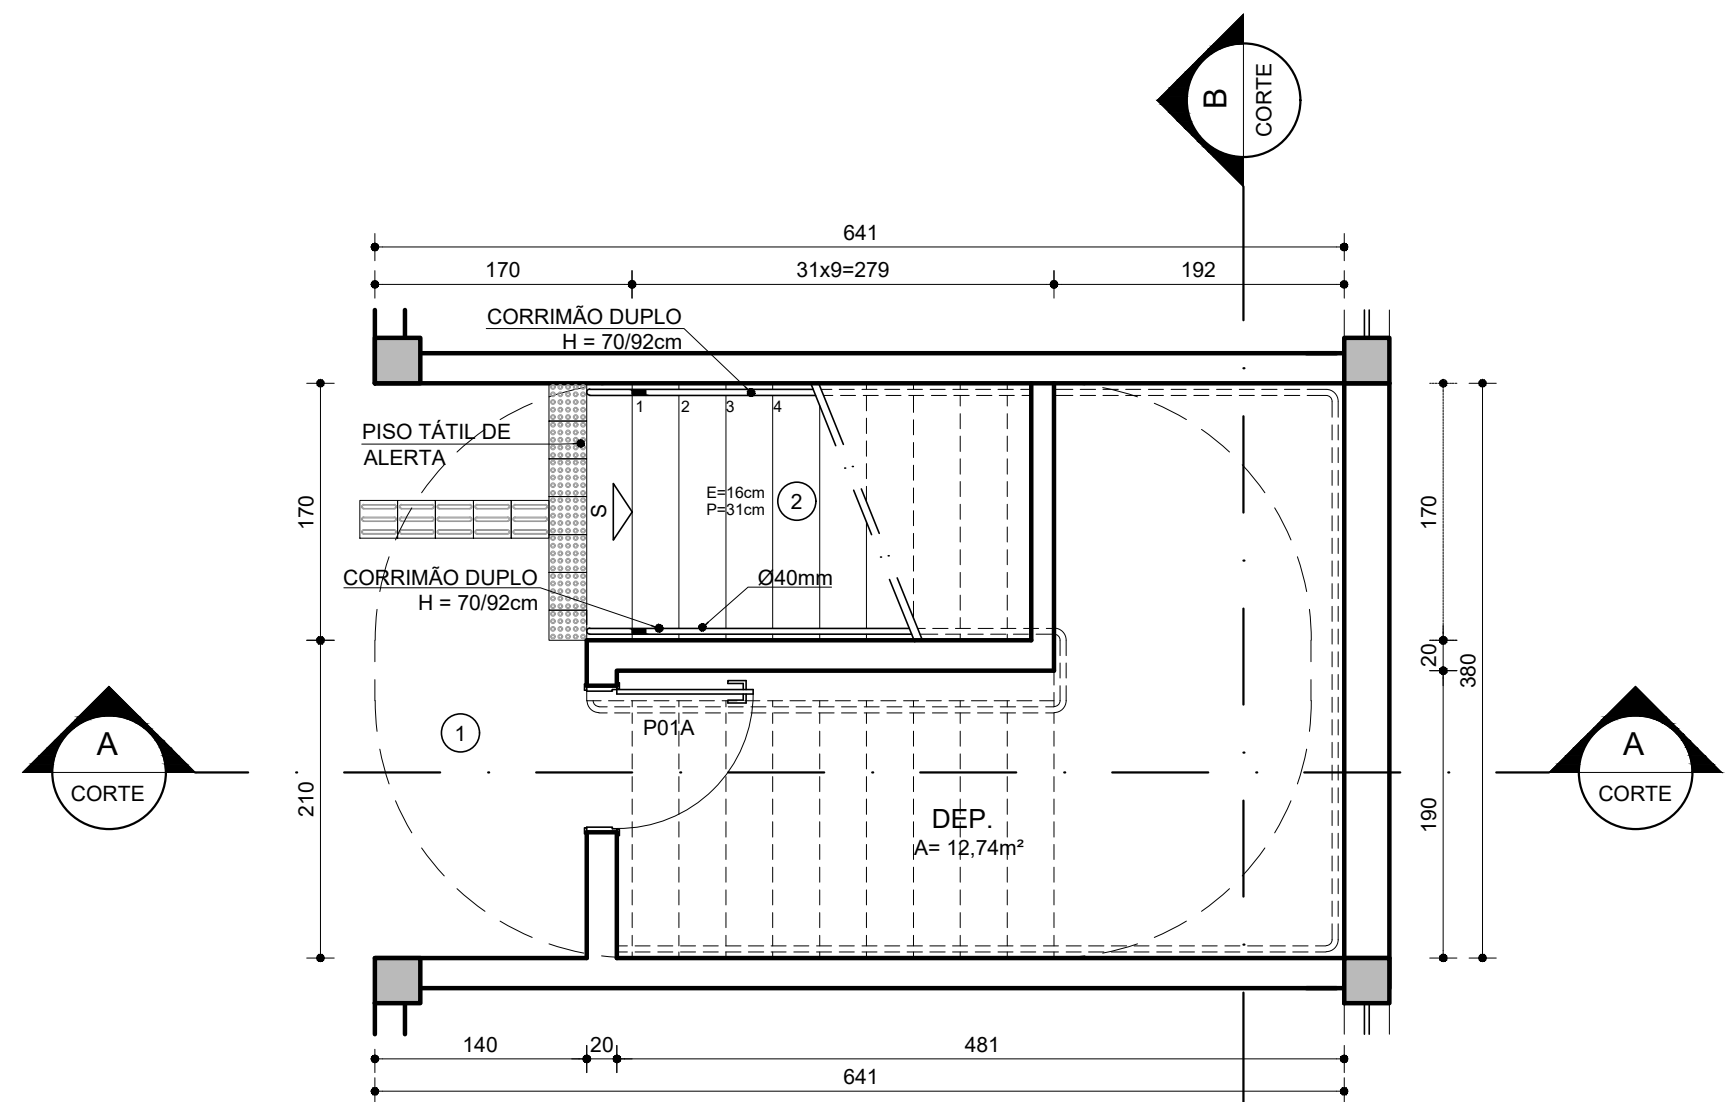 B
CORTE
641
170
31x9=279
192
CORRIMÃO DUPLO
H = 70/92cm
1
2
3
4
PISO TÁTIL DE
ALERTA
170
S
E=16cm
P=31cm
2
170
CORRIMÃO DUPLO
H = 70/92cm
Ø40mm
20
380
P01A
1
A
CORTE
A
CORTE
210
190
DEP.
A= 12,74m²
140
20
481
641